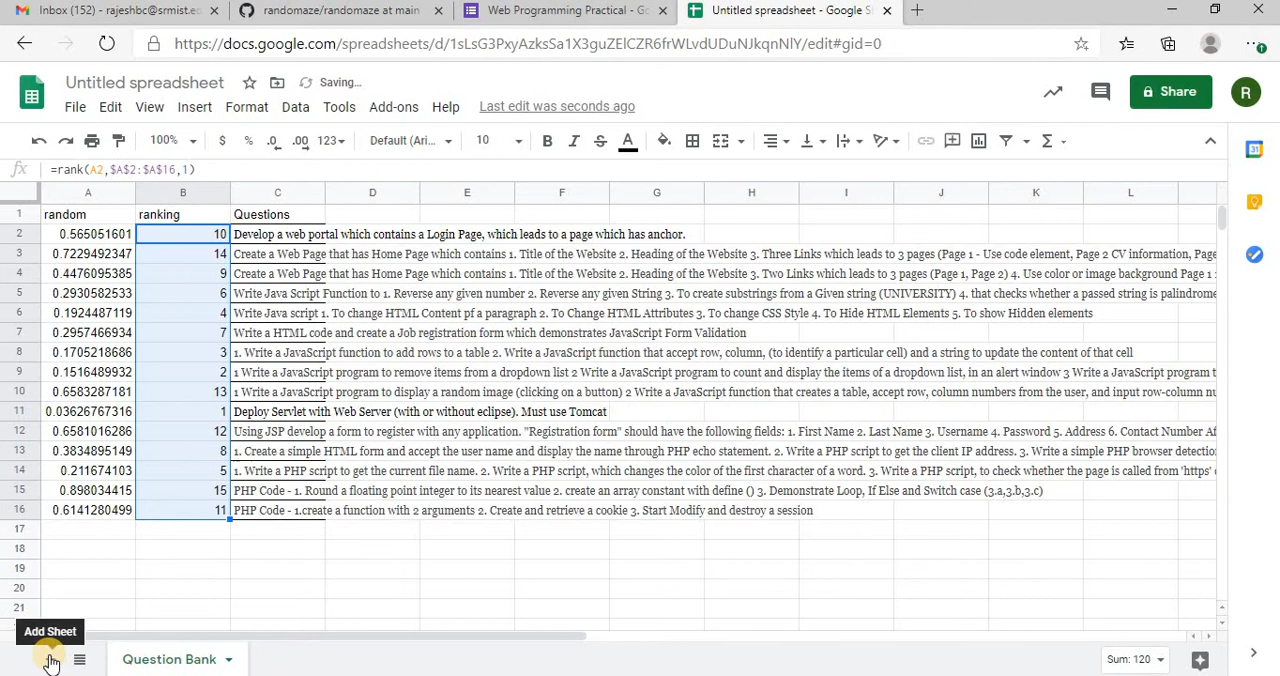 Inbox (152) - rajeshbc@srmist.e
randomaze/randomaze at main
Web Programming Practical - Go
Untitled spreadsheet - Google S
https://docs.google.com/spreadsheets/d/1sLsG3PxyAzksSa1X3guZElCZR6frWLvdUDuNJkqnNlY/edit#gid=0
Untitled spreadsheet
Saving...
File Edit View Insert Format Data Tools Add-ons Help Last edit was seconds ago
Share
R
100% $ % .0 .00 123 Default (Ari... 10 B I S A
fx =rank(A2,$A$2:$A$16,1)
A B C D E F G H I J K L
1 random ranking Questions
2 0.565051601 10 Develop a web portal which contains a Login Page, which leads to a page which has anchor.
3 0.7229492347 14 Create a Web Page that has Home Page which contains 1. Title of the Website 2. Heading of the Website 3. Three Links which leads to 3 pages (Page 1 - Use code element, Page 2 CV information, Page
4 0.4476095385 9 Create a Web Page that has Home Page which contains 1. Title of the Website 2. Heading of the Website 3. Two Links which leads to 3 pages (Page 1, Page 2) 4. Use color or image background Page 1
5 0.2930582533 6 Write Java Script Function to 1. Reverse any given number 2. Reverse any given String 3. To create substrings from a Given string (UNIVERSITY) 4. that checks whether a passed string is palindrome
6 0.1924487119 4 Write Java script 1. To change HTML Content pf a paragraph 2. To Change HTML Attributes 3. To change CSS Style 4. To Hide HTML Elements 5. To show Hidden elements
7 0.2957466934 7 Write a HTML code and create a Job registration form which demonstrates JavaScript Form Validation
8 0.1705218686 3 1. Write a JavaScript function to add rows to a table 2. Write a JavaScript function that accept row, column, (to identify a particular cell) and a string to update the content of that cell
9 0.1516489932 2 1 Write a JavaScript program to remove items from a dropdown list 2 Write a JavaScript program to count and display the items of a dropdown list, in an alert window 3 Write a JavaScript program t
10 0.6583287181 13 1 Write a JavaScript program to display a random image (clicking on a button) 2 Write a JavaScript function that creates a table, accept row, column numbers from the user, and input row-column nu
11 0.03626767316 1 Deploy Servlet with Web Server (with or without eclipse). Must use Tomcat
12 0.6581016286 12 Using JSP develop a form to register with any application. "Registration form" should have the following fields: 1. First Name 2. Last Name 3. Username 4. Password 5. Address 6. Contact Number Af
13 0.3834895149 8 1. Create a simple HTML form and accept the user name and display the name through PHP echo statement. 2. Write a PHP script to get the client IP address. 3. Write a simple PHP browser detection
14 0.211674103 5 1. Write a PHP script to get the current file name. 2. Write a PHP script, which changes the color of the first character of a word. 3. Write a PHP script, to check whether the page is called from 'https'
15 0.898034415 15 PHP Code - 1. Round a floating point integer to its nearest value 2. create an array constant with define () 3. Demonstrate Loop, If Else and Switch case (3.a,3.b,3.c)
16 0.6141280499 11 PHP Code - 1.create a function with 2 arguments 2. Create and retrieve a cookie 3. Start Modify and destroy a session
17
18
19
20
21
Add Sheet
Question Bank
Sum: 120
31